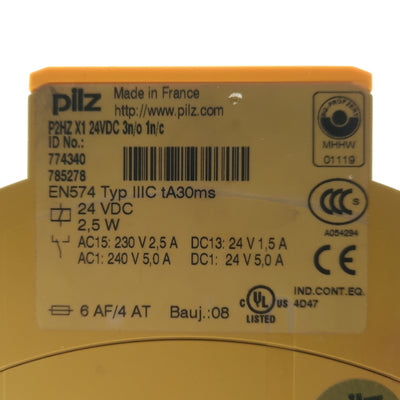 pilz
Made in France
http://www.pilz.com
P2HZ X1 24VDC 3n/o 1n/c
ID No.:
774340
785278
EN574 Typ IIIC tA30ms
24 VDC
2,5 W
AC15: 230 V 2,5 A DC13: 24 V 1,5 A
AC1: 240 V 5,0 A DC1: 24 V 5,0 A
6 AF/4 AT Bauj.:08
MHHW
01119
CCC
S
A054294
CE
C UL US
LISTED
IND.CONT.EQ.
4D47
pilz